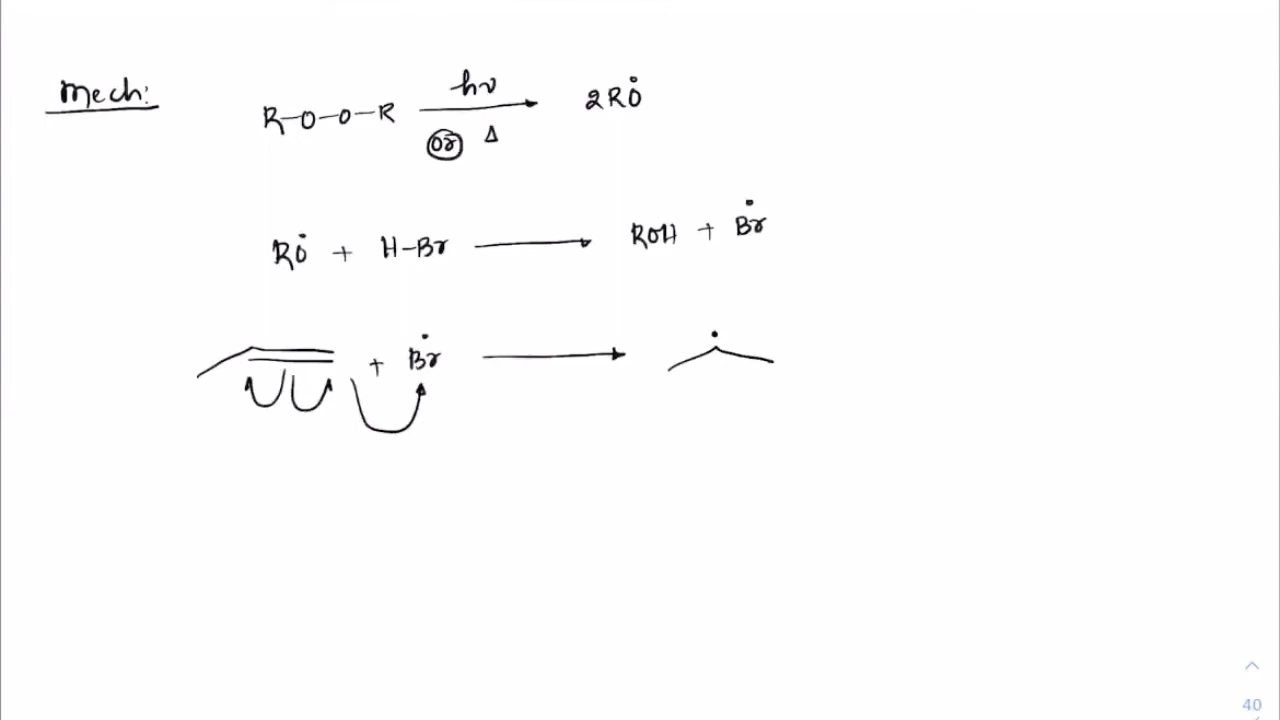 Mech:
R-O-O-R hν 2RȮ
or Δ
RȮ + H-Br ROH + Ḃr
+ Ḃr
40